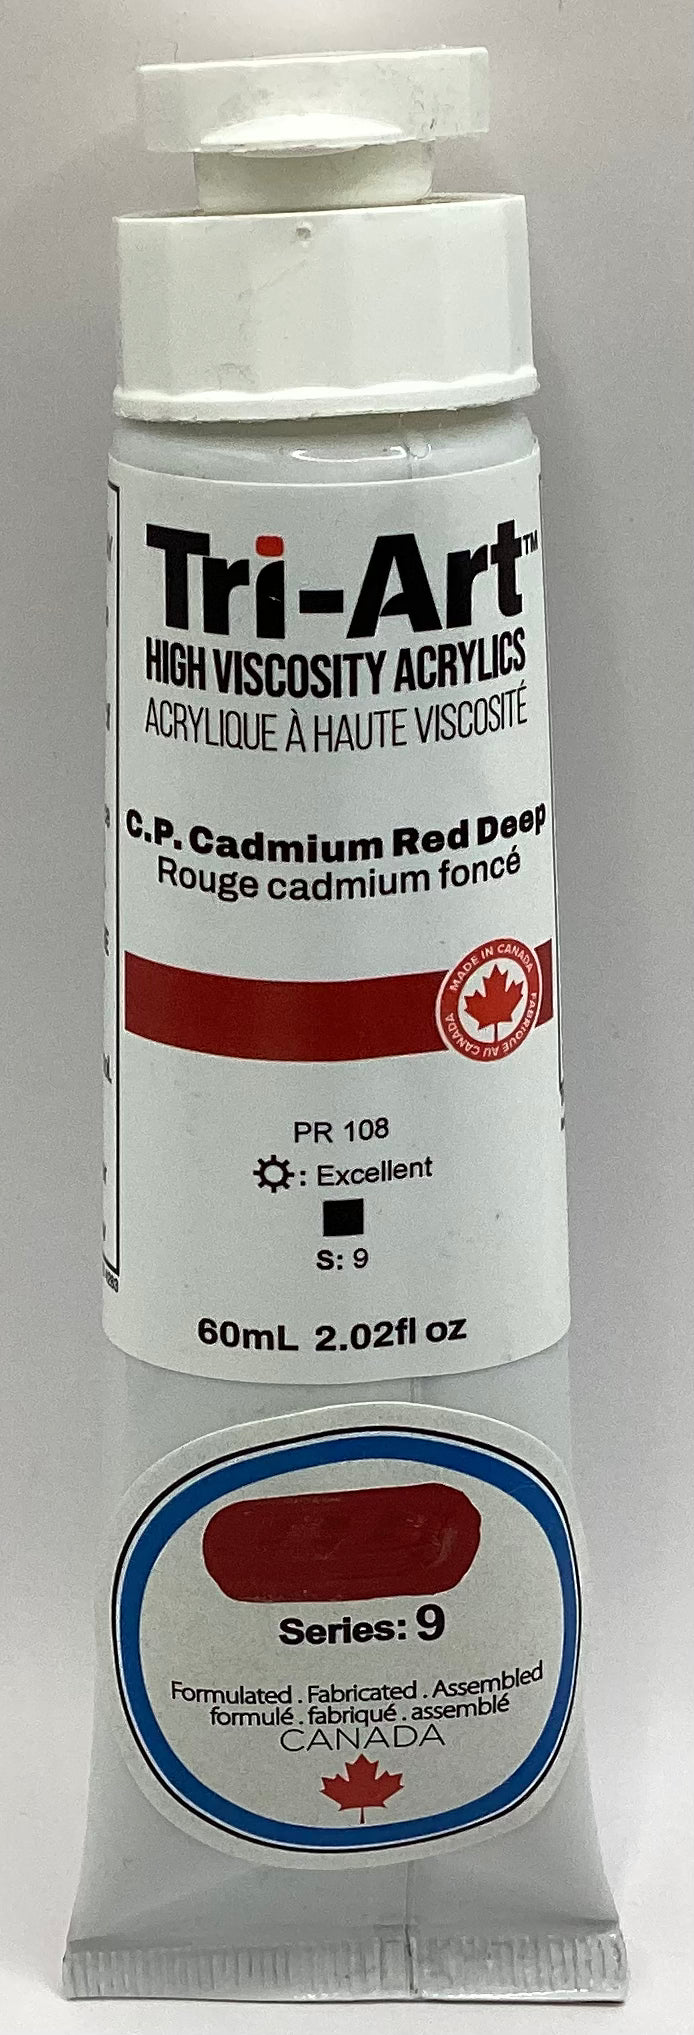 Tri-Art™
HIGH VISCOSITY ACRYLICS
ACRYLIQUE À HAUTE VISCOSITÉ
C.P. Cadmium Red Deep
Rouge cadmium foncé
MADE IN CANADA
FABRIQUE AU CANADA
PR 108
: Excellent
S: 9
60mL 2.02fl oz
Series: 9
Formulated . Fabricated . Assembled
formulé . fabriqué . assemblé
CANADA